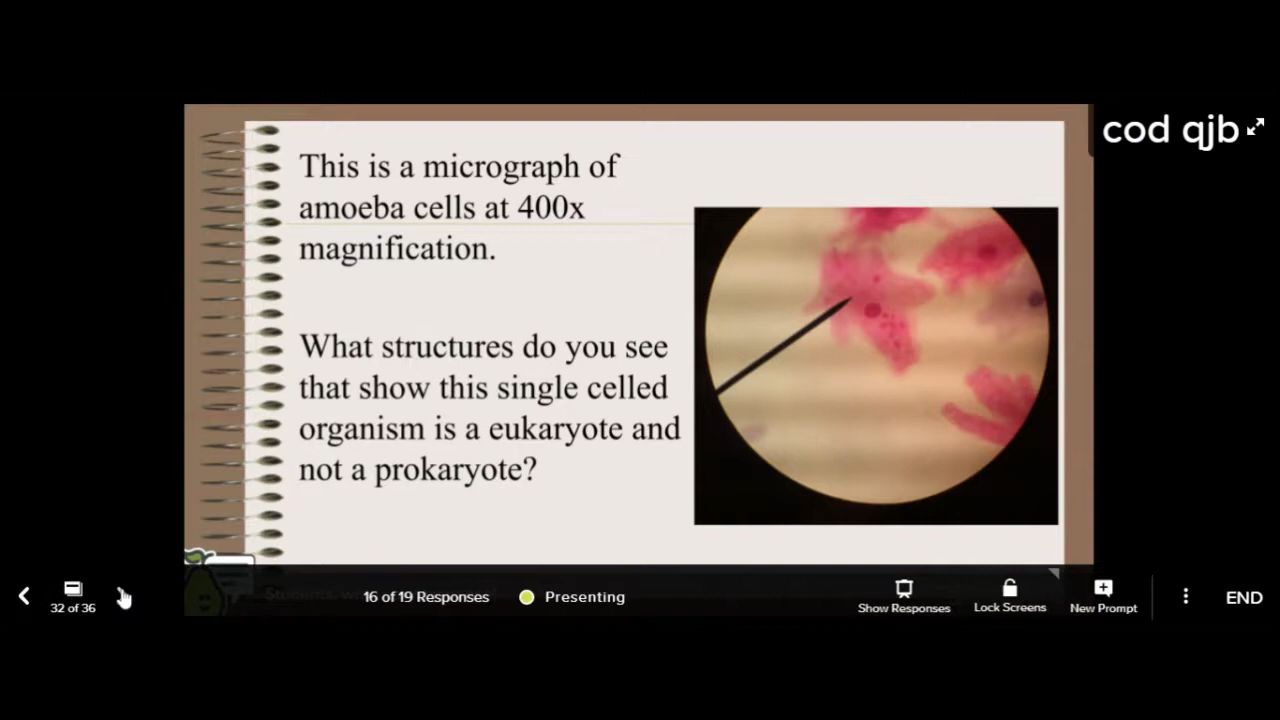 cod qjb
This is a micrograph of
amoeba cells at 400x
magnification.
What structures do you see
that show this single celled
organism is a eukaryote and
not a prokaryote?
32 of 36
16 of 19 Responses
Presenting
Show Responses
Lock Screens
New Prompt
END